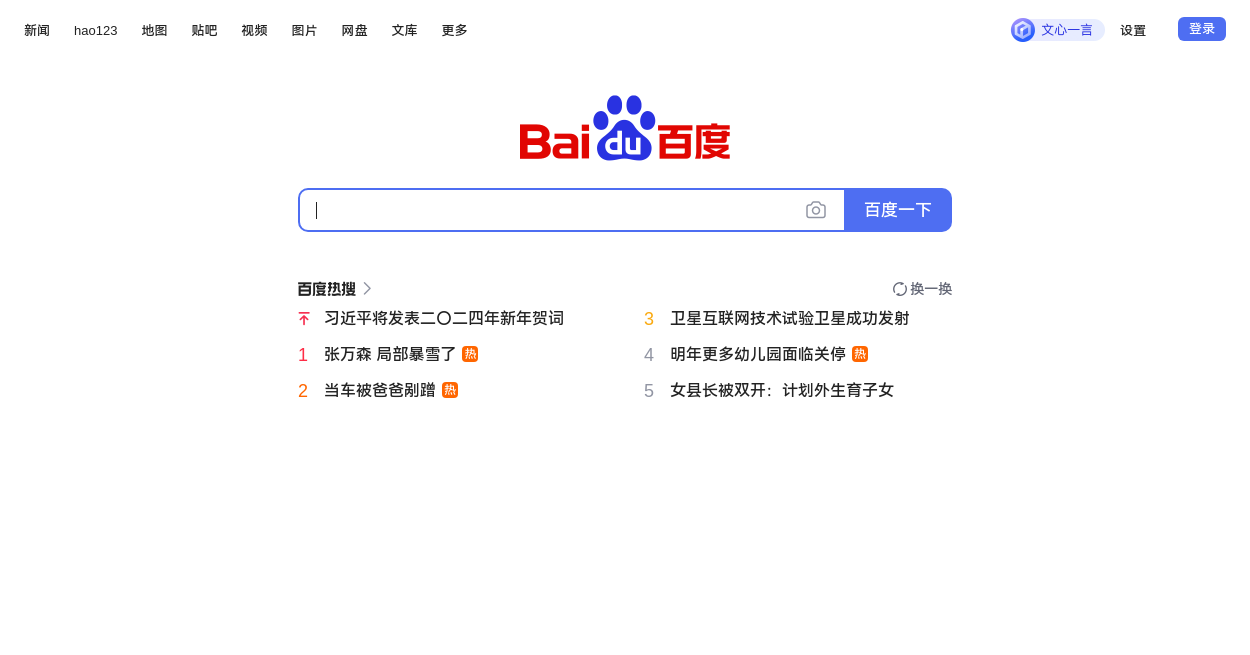 新闻 hao123 地图 贴吧 视频 图片 网盘 文库 更多 文心一言 设置 登录
Baidu百度
百度一下
百度热搜 换一换
习近平将发表二〇二四年新年贺词
3 卫星互联网技术试验卫星成功发射
1 张万森 局部暴雪了 热
4 明年更多幼儿园面临关停 热
2 当车被爸爸剐蹭 热
5 女县长被双开：计划外生育子女